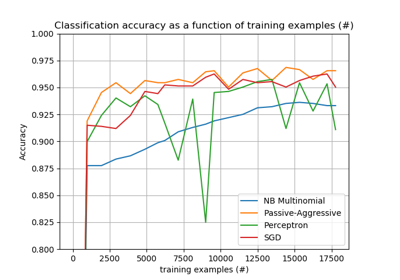 Classification accuracy as a function of training examples (#)
1.000
0.975
0.950
0.925
0.900
0.875
0.850
0.825
0.800
Accuracy
NB Multinomial
Passive-Aggressive
Perceptron
SGD
0 2500 5000 7500 10000 12500 15000 17500
training examples (#)